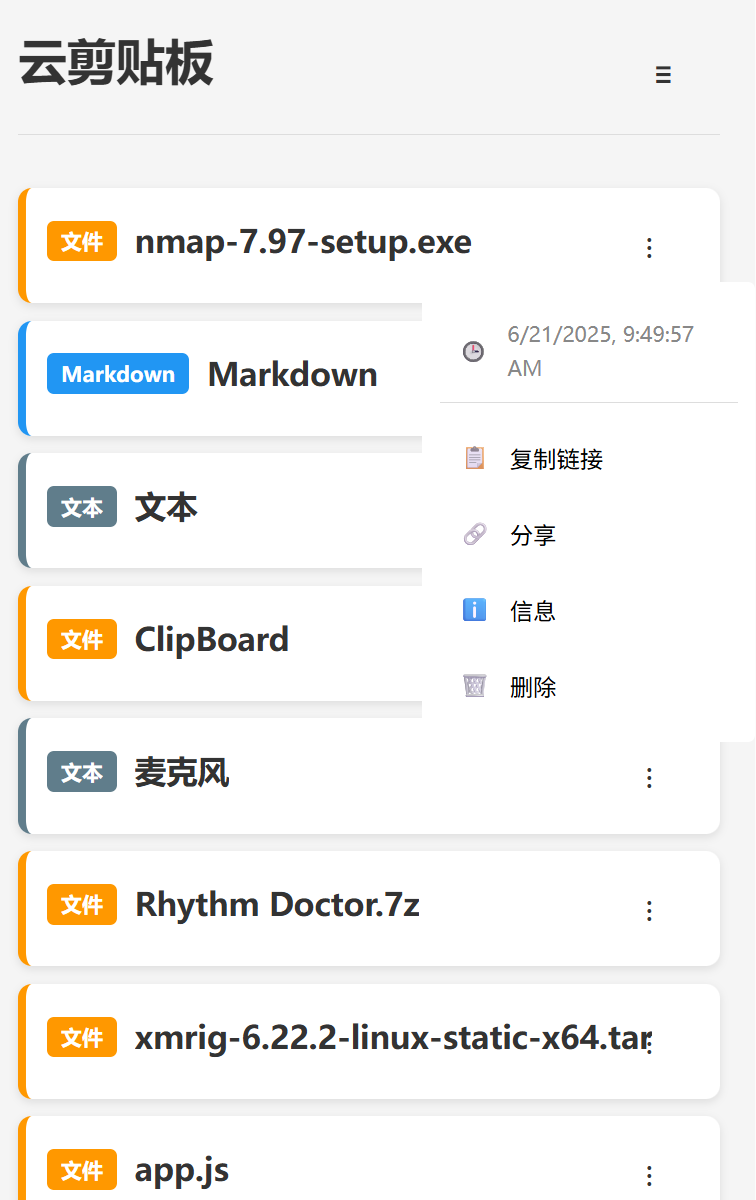 云剪贴板
文件 nmap-7.97-setup.exe
6/21/2025, 9:49:57
AM
复制链接
分享
信息
删除
Markdown Markdown
文本 文本
文件 ClipBoard
文本 麦克风
文件 Rhythm Doctor.7z
文件 xmrig-6.22.2-linux-static-x64.tar
文件 app.js